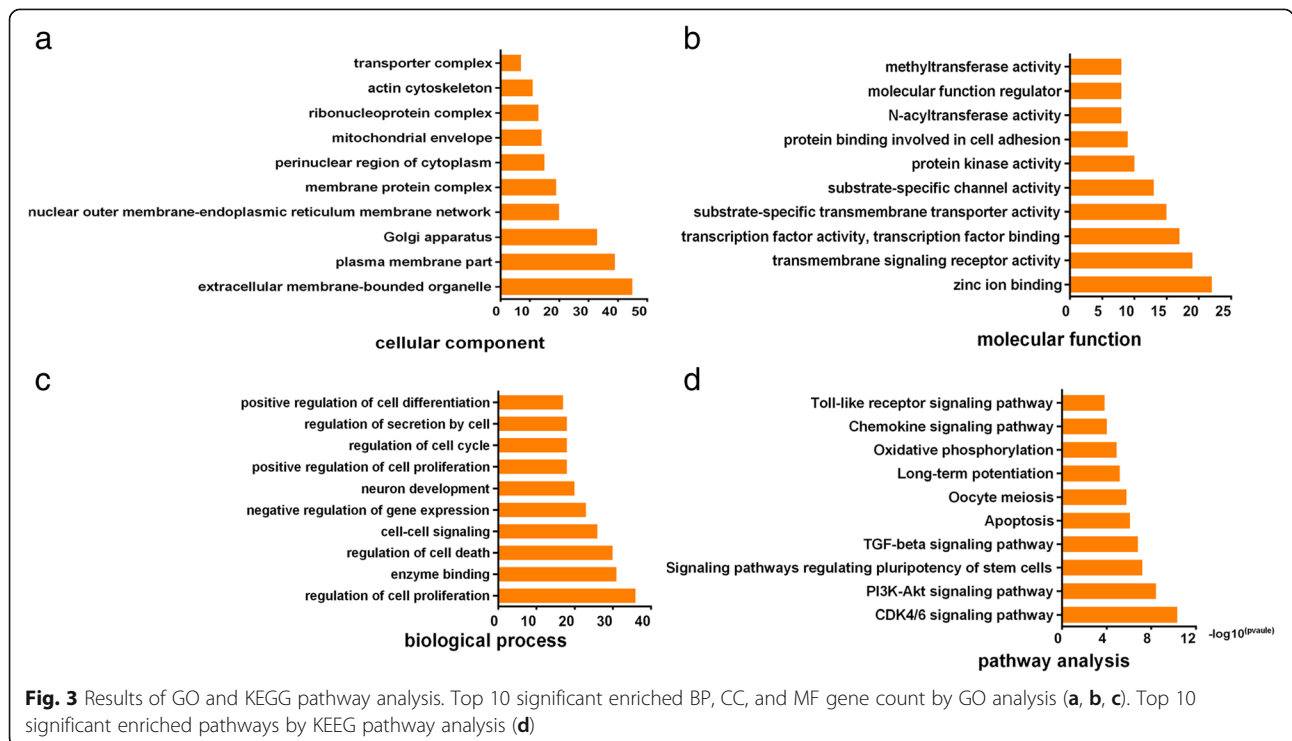 a
transporter complex
actin cytoskeleton
ribonucleoprotein complex
mitochondrial envelope
perinuclear region of cytoplasm
membrane protein complex
nuclear outer membrane-endoplasmic reticulum membrane network
Golgi apparatus
plasma membrane part
extracellular membrane-bounded organelle
0 10 20 30 40 50
cellular component
b
methyltransferase activity
molecular function regulator
N-acyltransferase activity
protein binding involved in cell adhesion
protein kinase activity
substrate-specific channel activity
substrate-specific transmembrane transporter activity
transcription factor activity, transcription factor binding
transmembrane signaling receptor activity
zinc ion binding
0 5 10 15 20 25
molecular function
c
positive regulation of cell differentiation
regulation of secretion by cell
regulation of cell cycle
positive regulation of cell proliferation
neuron development
negative regulation of gene expression
cell-cell signaling
regulation of cell death
enzyme binding
regulation of cell proliferation
0 10 20 30 40
biological process
d
Toll-like receptor signaling pathway
Chemokine signaling pathway
Oxidative phosphorylation
Long-term potentiation
Oocyte meiosis
Apoptosis
TGF-beta signaling pathway
Signaling pathways regulating pluripotency of stem cells
PI3K-Akt signaling pathway
CDK4/6 signaling pathway
0 4 8 12 -log10(pvaule)
pathway analysis
Fig. 3 Results of GO and KEGG pathway analysis. Top 10 significant enriched BP, CC, and MF gene count by GO analysis (a, b, c). Top 10
significant enriched pathways by KEEG pathway analysis (d)